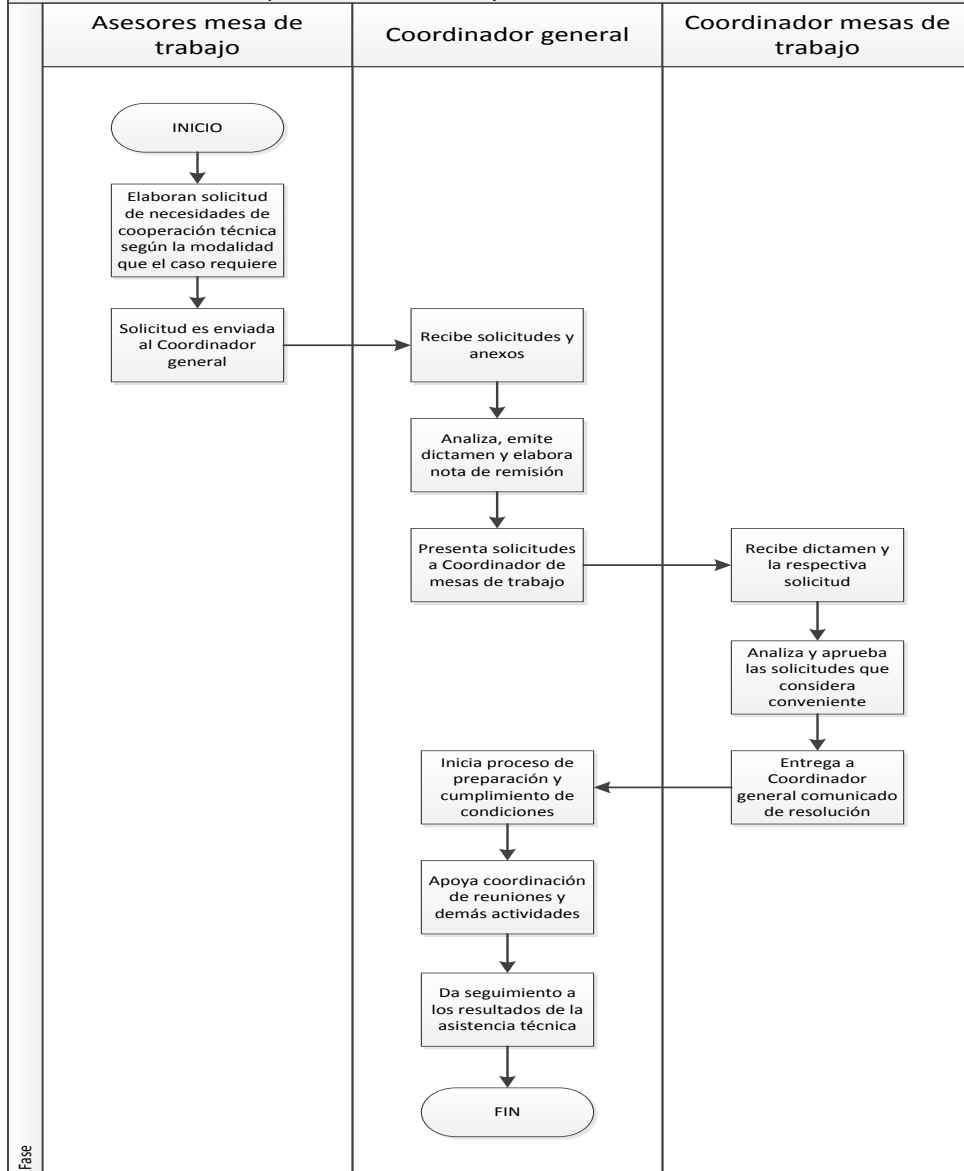 Asesores mesa de
trabajo
Coordinador general
Coordinador mesas de
trabajo
INICIO
Elaboran solicitud
de necesidades de
cooperación técnica
según la modalidad
que el caso requiere
Solicitud es enviada
al Coordinador
general
Recibe solicitudes y
anexos
Analiza, emite
dictamen y elabora
nota de remisión
Presenta solicitudes
a Coordinador de
mesas de trabajo
Recibe dictamen y
la respectiva
solicitud
Analiza y aprueba
las solicitudes que
considera
conveniente
Entrega a
Coordinador
general comunicado
de resolución
Inicia proceso de
preparación y
cumplimiento de
condiciones
Apoya coordinación
de reuniones y
demás actividades
Da seguimiento a
los resultados de la
asistencia técnica
FIN
Fase